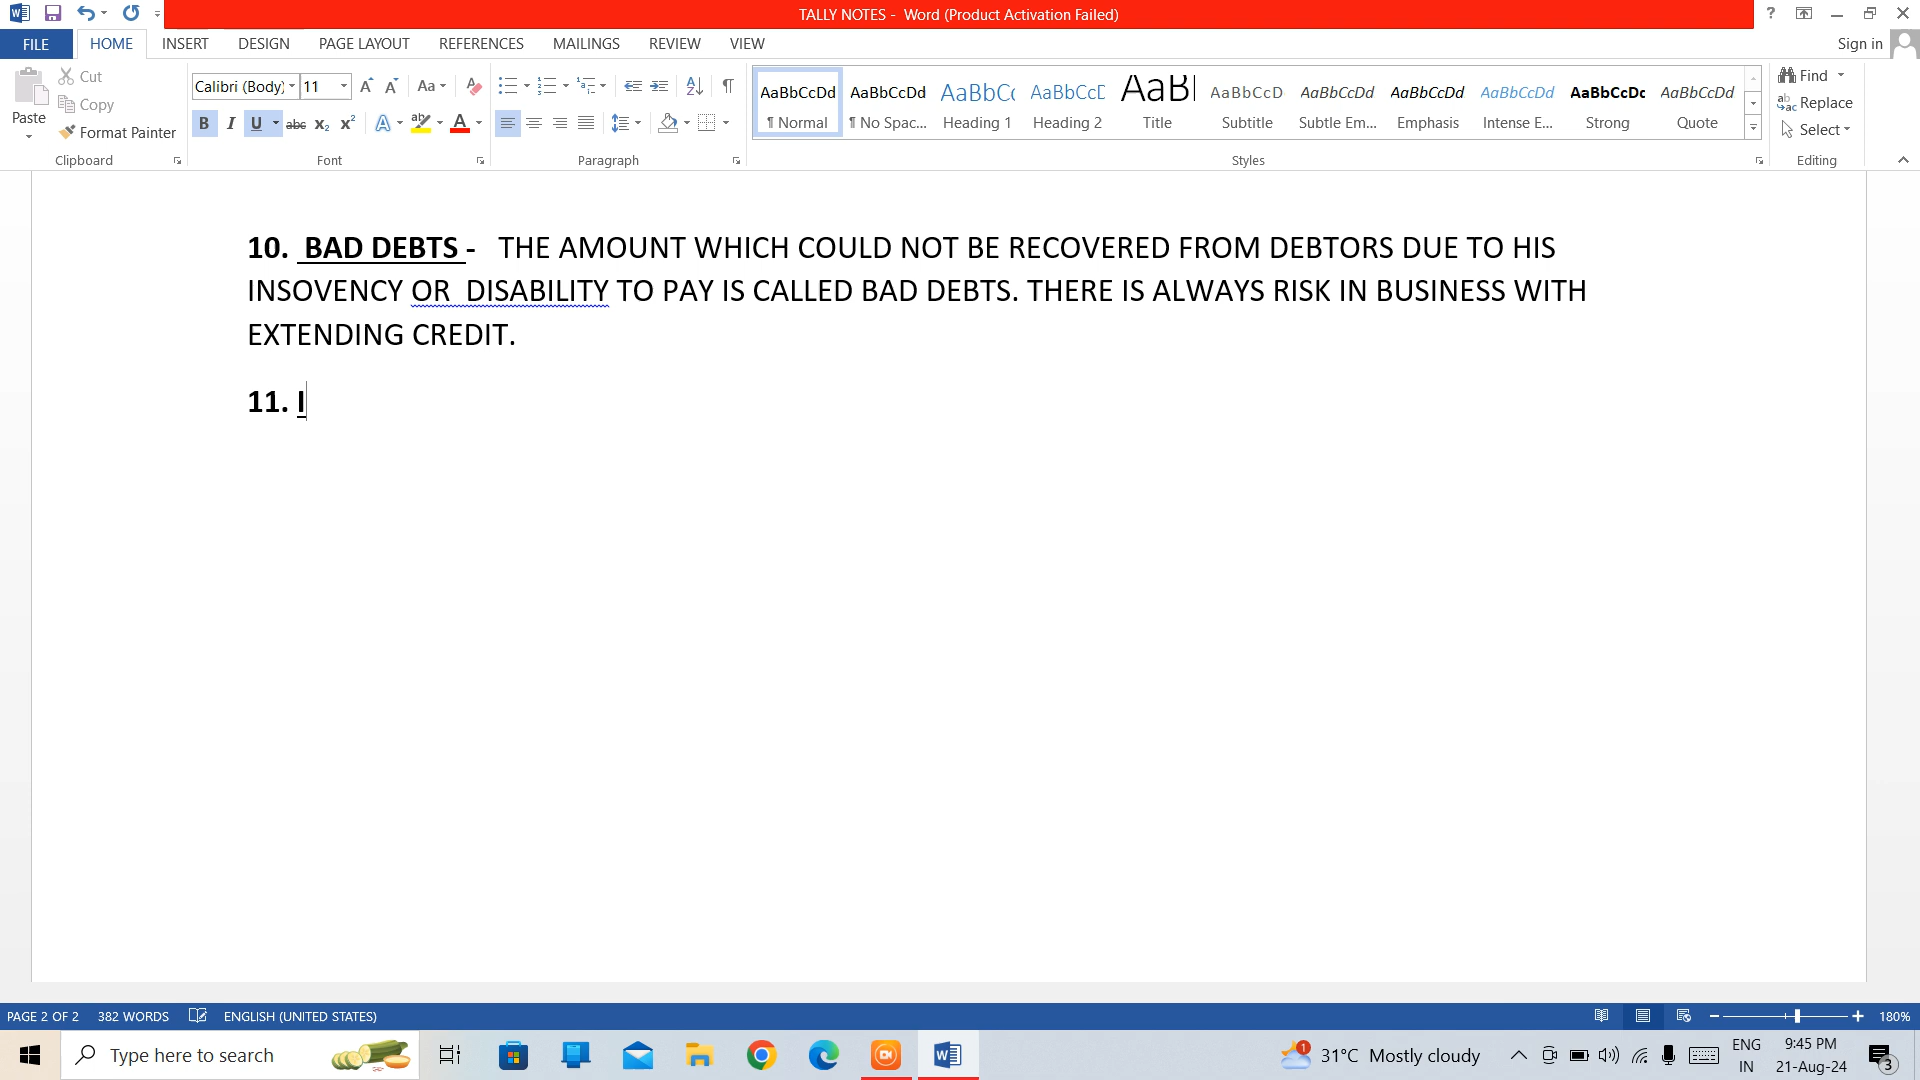 TALLY NOTES - Word (Product Activation Failed)
?
FILE HOME INSERT DESIGN PAGE LAYOUT REFERENCES MAILINGS REVIEW VIEW Sign in
Paste
Cut
Copy
Format Painter
Clipboard
Calibri (Body) 11
Font
Paragraph
AaBbCcDd AaBbCcDd AaBbC AaBbCcE AaB AaBbCcD AaBbCcDd AaBbCcDd AaBbCcDd AaBbCcDc AaBbCcDd
¶ Normal ¶ No Spac... Heading 1 Heading 2 Title Subtitle Subtle Em... Emphasis Intense E... Strong Quote
Styles
Find
Replace
Select
Editing
10. BAD DEBTS - THE AMOUNT WHICH COULD NOT BE RECOVERED FROM DEBTORS DUE TO HIS
INSOVENCY OR DISABILITY TO PAY IS CALLED BAD DEBTS. THERE IS ALWAYS RISK IN BUSINESS WITH
EXTENDING CREDIT.
11. I
PAGE 2 OF 2 382 WORDS ENGLISH (UNITED STATES) 180%
Type here to search
1
31°C Mostly cloudy
ENG
IN
9:45 PM
21-Aug-24
3